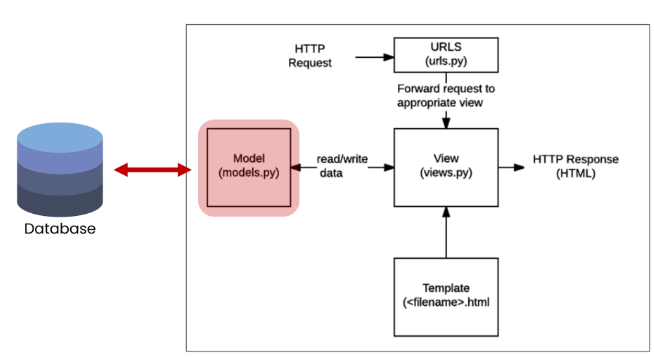 HTTP
Request
URLS
(urls.py)
Forward request to
appropriate view
Model
(models.py)
read/write
data
View
(views.py)
HTTP Response
(HTML)
Database
Template
(<filename>.html